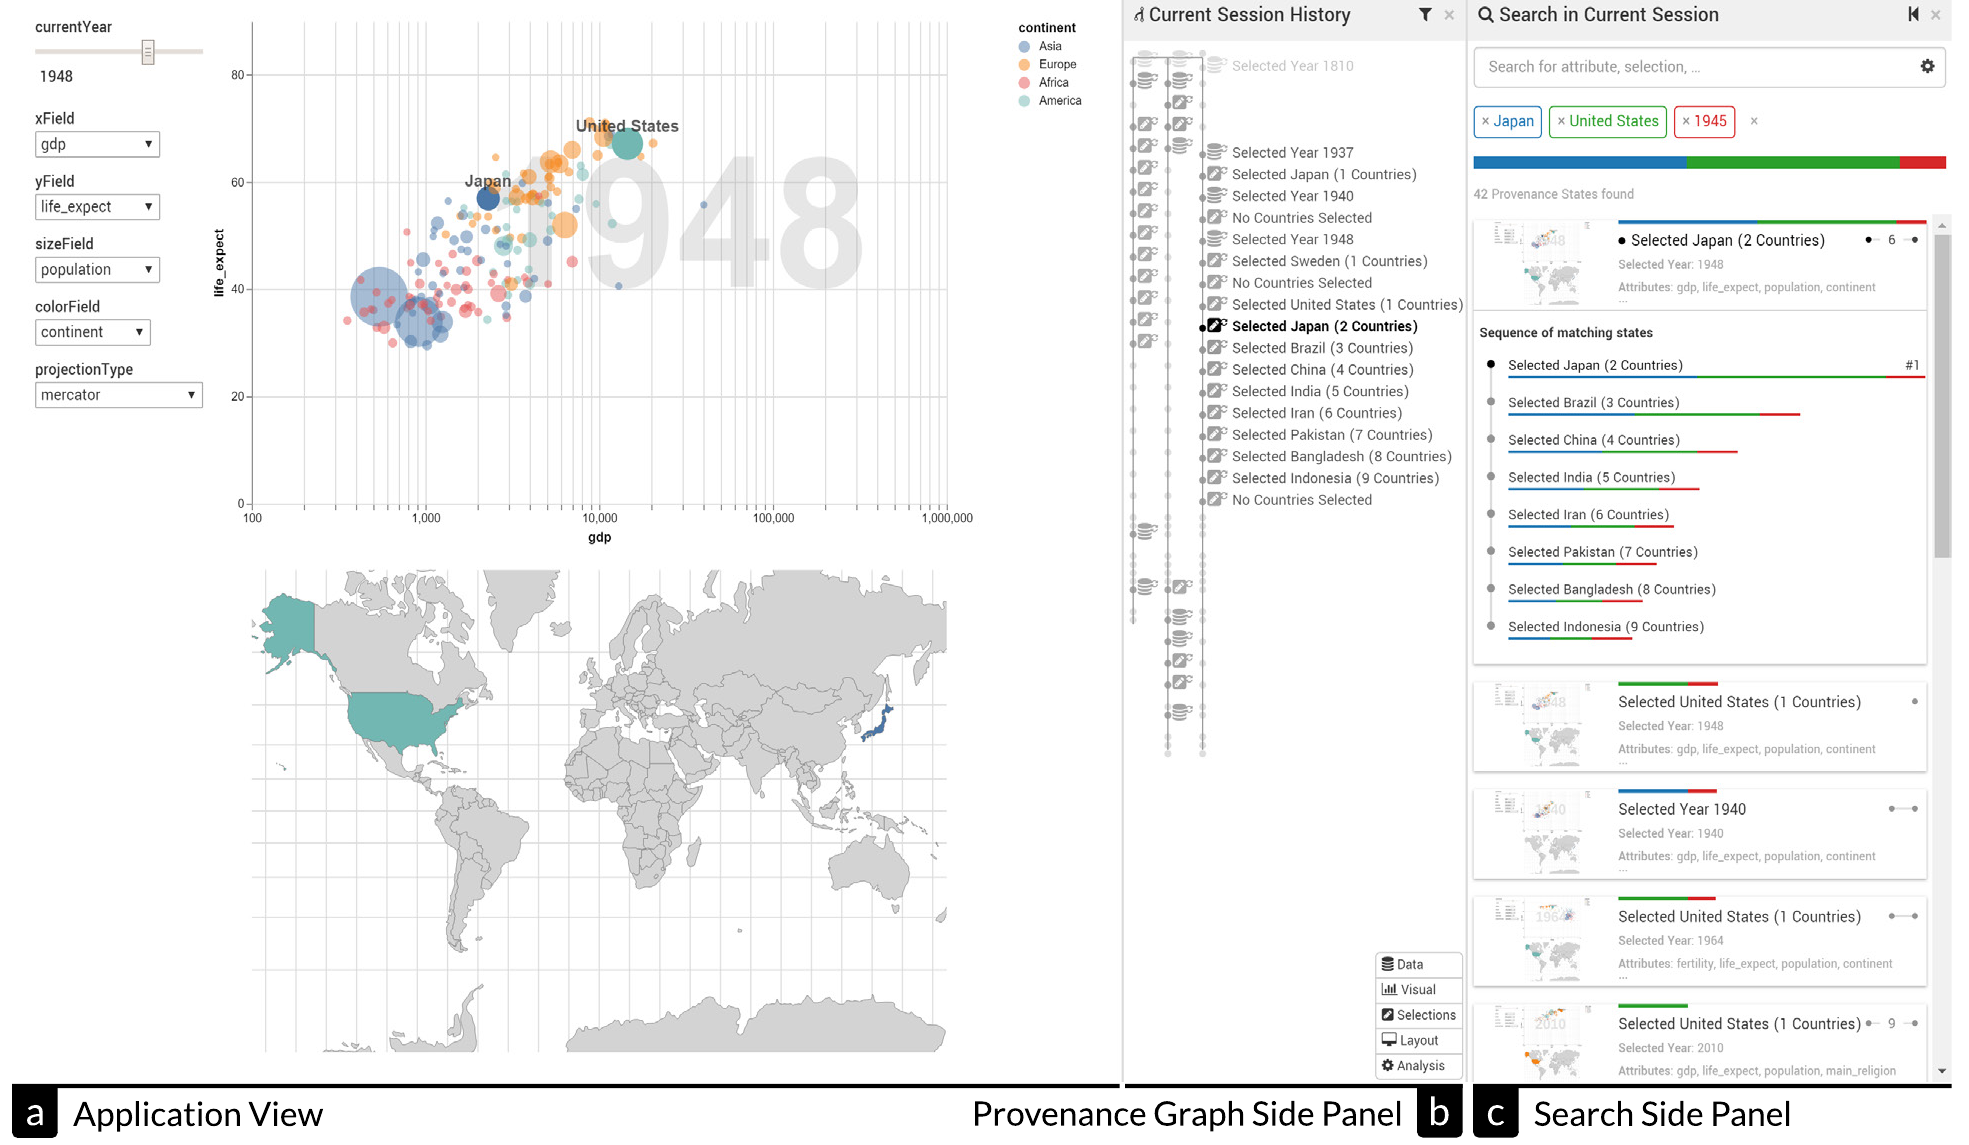 currentYear
1948
xField
gdp
yField
life_expect
sizeField
population
colorField
continent
projectionType
mercator
1948
80
60
40
20
0
100
1,000
10,000
100,000
1,000,000
life_expect
gdp
United States
Japan
continent
Asia
Europe
Africa
America
Current Session History
×
Selected Year 1810
Selected Year 1937
Selected Japan (1 Countries)
Selected Year 1940
No Countries Selected
Selected Year 1948
Selected Sweden (1 Countries)
No Countries Selected
Selected United States (1 Countries)
Selected Japan (2 Countries)
Selected Brazil (3 Countries)
Selected China (4 Countries)
Selected India (5 Countries)
Selected Iran (6 Countries)
Selected Pakistan (7 Countries)
Selected Bangladesh (8 Countries)
Selected Indonesia (9 Countries)
No Countries Selected
Data
Visual
Selections
Layout
Analysis
Search in Current Session
×
Search for attribute, selection, ...
× Japan × United States × 1945 ×
42 Provenance States found
1948
Selected Japan (2 Countries) 6
Selected Year: 1948
Attributes: gdp, life_expect, population, continent
...
Sequence of matching states
Selected Japan (2 Countries) #1
Selected Brazil (3 Countries)
Selected China (4 Countries)
Selected India (5 Countries)
Selected Iran (6 Countries)
Selected Pakistan (7 Countries)
Selected Bangladesh (8 Countries)
Selected Indonesia (9 Countries)
1948
Selected United States (1 Countries)
Selected Year: 1948
Attributes: gdp, life_expect, population, continent
...
1940
Selected Year 1940
Selected Year: 1940
Attributes: gdp, life_expect, population, continent
...
1964
Selected United States (1 Countries)
Selected Year: 1964
Attributes: fertility, life_expect, population, continent
...
2010
Selected United States (1 Countries) 9
Selected Year: 2010
Attributes: gdp, life_expect, population, main_religion
a Application View
Provenance Graph Side Panel b
c Search Side Panel